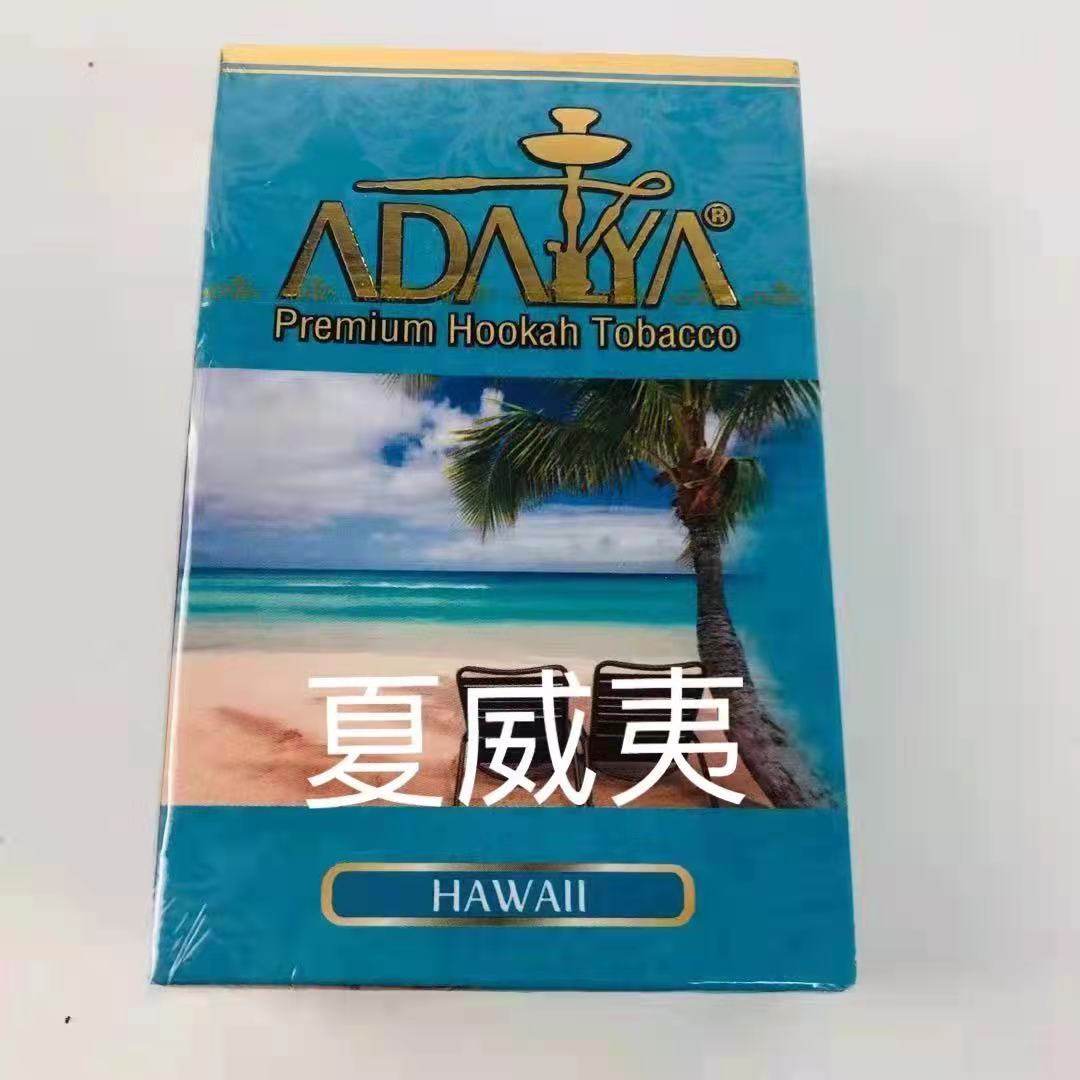 ADALYA®
Premium Hookah Tobacco
夏威夷
HAWAII